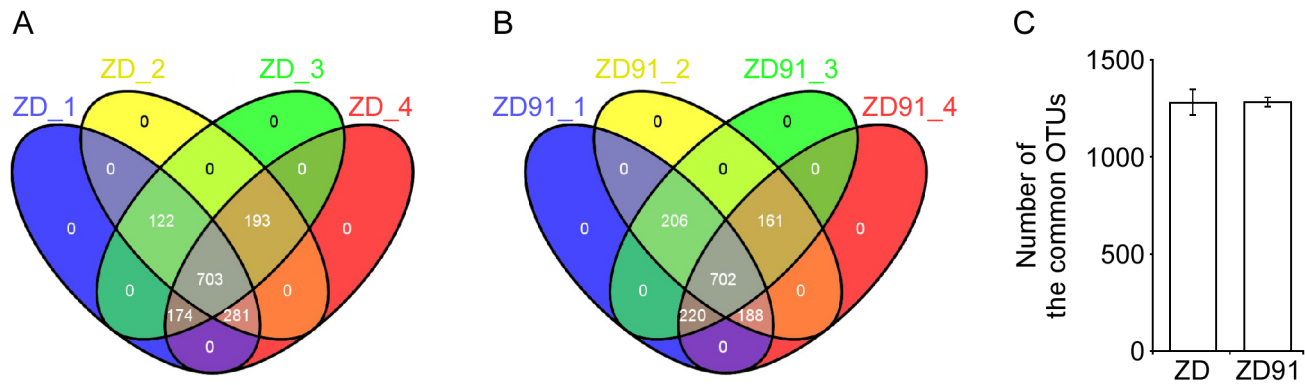 A
ZD_1
ZD_2
ZD_3
ZD_4
0
0
0
0
0
0
0
122
193
703
0
0
174
281
0
B
ZD91_1
ZD91_2
ZD91_3
ZD91_4
0
0
0
0
0
0
0
206
161
702
0
0
220
188
0
C
Number of
the common OTUs
1500
1000
500
0
ZD
ZD91